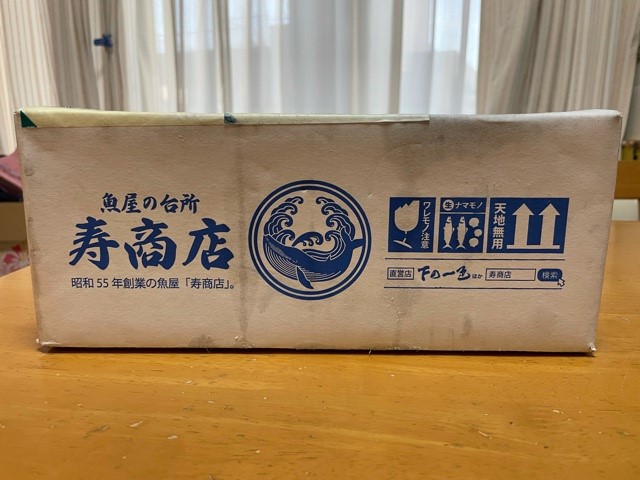 魚屋の台所
寿商店
昭和55年創業の魚屋「寿商店」。
ワレモノ注意
生ナマモノ
天地無用
直営店 下の一色 ほか 寿商店 検索